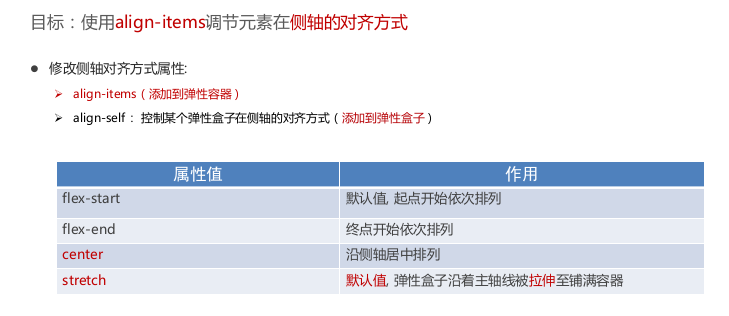 目标：使用align-items调节元素在侧轴的对齐方式
● 修改侧轴对齐方式属性:
➢ align-items（添加到弹性容器）
➢ align-self： 控制某个弹性盒子在侧轴的对齐方式（添加到弹性盒子）
属性值 作用
flex-start 默认值, 起点开始依次排列
flex-end 终点开始依次排列
center 沿侧轴居中排列
stretch 默认值, 弹性盒子沿着主轴线被拉伸至铺满容器